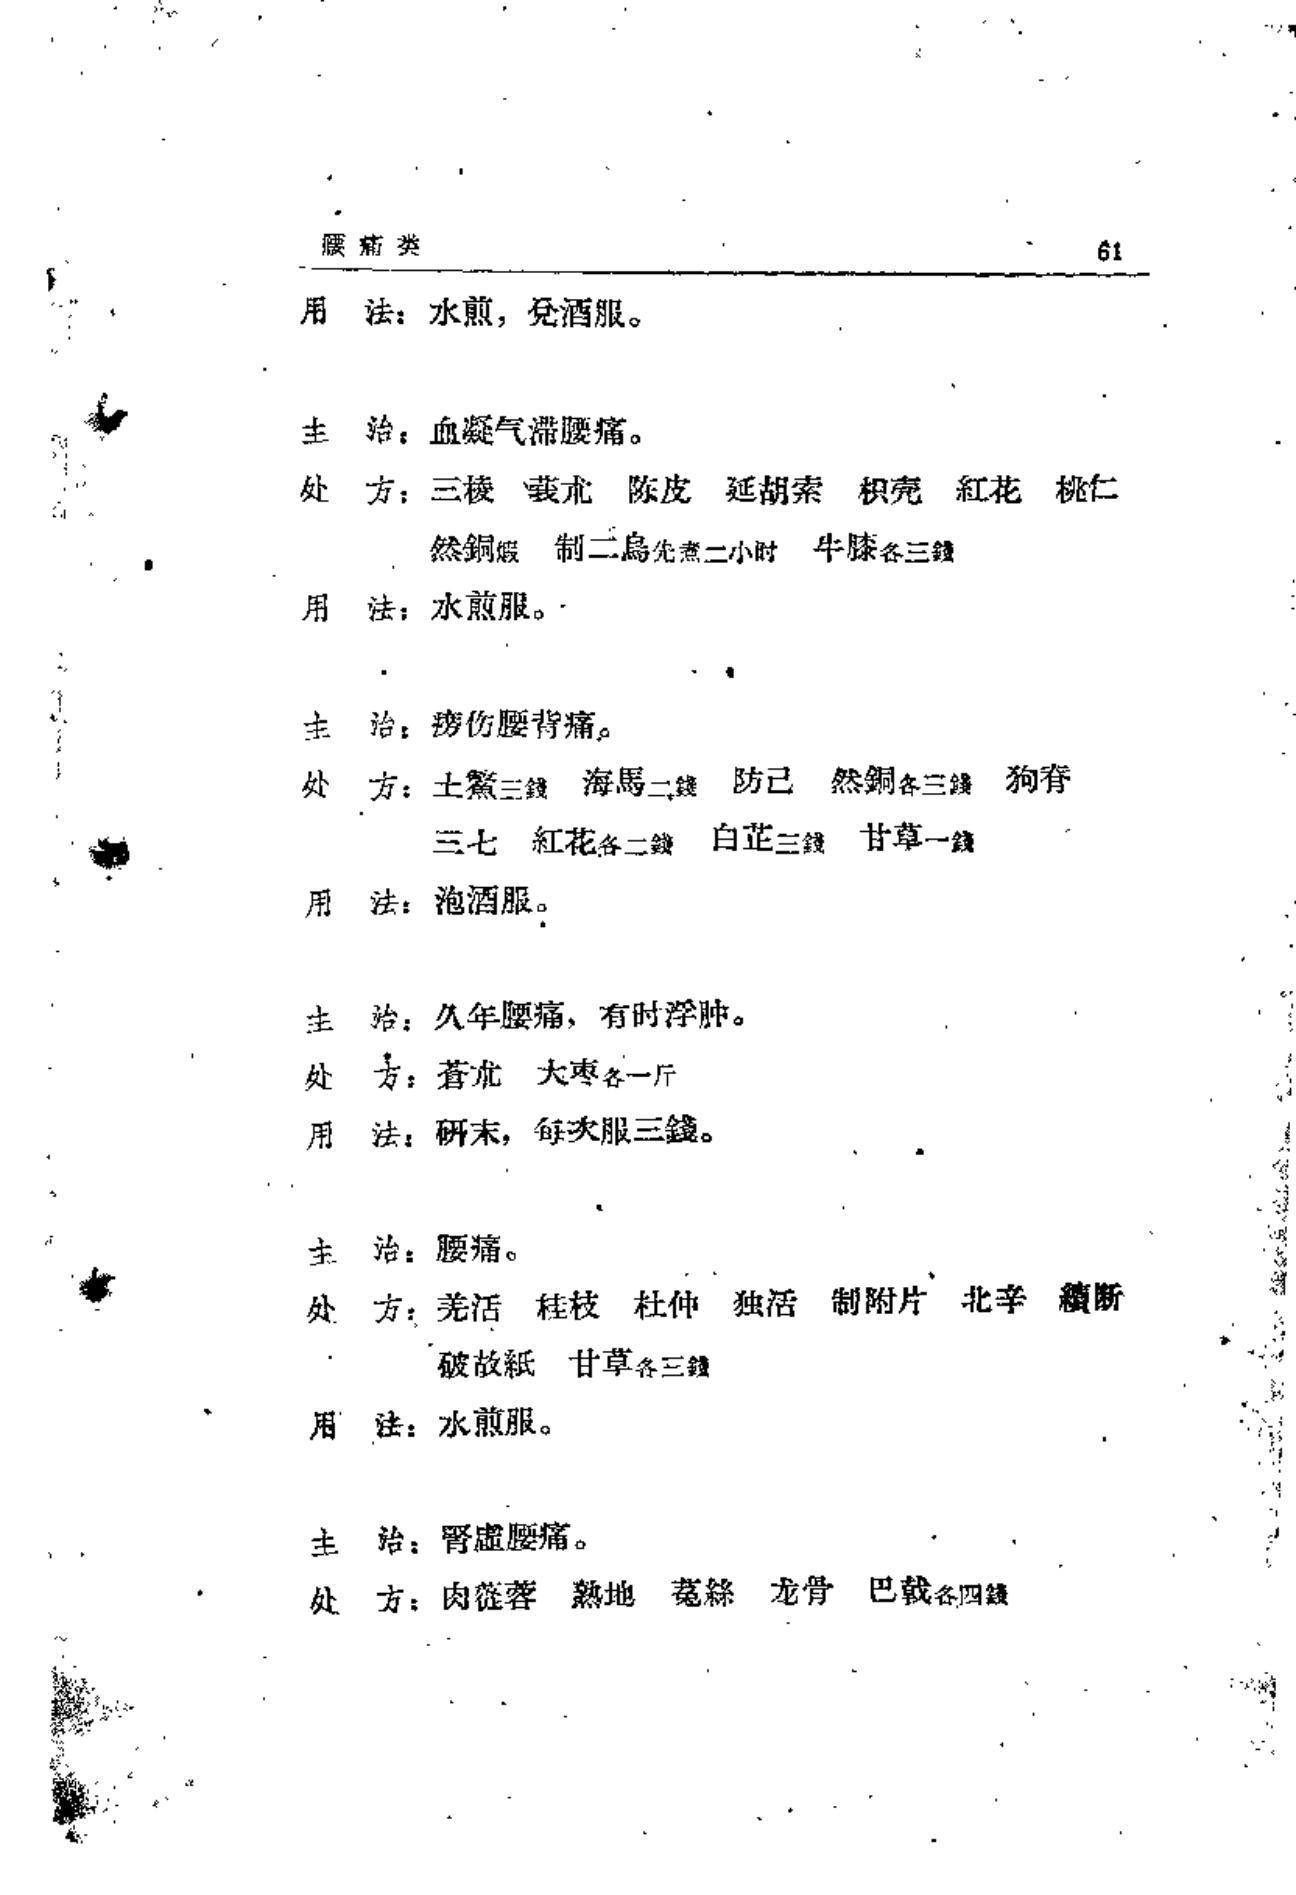 腰痛类 61
用 法：水煎，兌酒服。
主 治：血凝气滞腰痛。
处 方：三棱 莪朮 陈皮 延胡索 枳壳 紅花 桃仁
然銅煅 制二烏先煮二小时 牛膝各三錢
用 法：水煎服。
主 治：痨伤腰背痛。
处 方：土鱉三錢 海馬二錢 防己 然銅各三錢 狗脊
三七 紅花各二錢 白芷三錢 甘草一錢
用 法：泡酒服。
主 治：久年腰痛，有时浮肿。
处 方：蒼朮 大枣各一斤
用 法：研末，每次服三錢。
主 治：腰痛。
处 方：羌活 桂枝 杜仲 独活 制附片 北辛 續断
破故紙 甘草各三錢
用 法：水煎服。
主 治：腎虛腰痛。
处 方：肉蓯蓉 熟地 菟絲 龙骨 巴戟各四錢